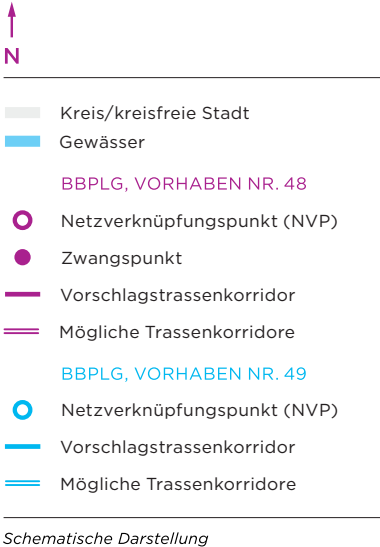 N
Kreis/kreisfreie Stadt
Gewässer
BBPLG, VORHABEN NR. 48
Netzverknüpfungspunkt (NVP)
Zwangspunkt
Vorschlagstrassenkorridor
Mögliche Trassenkorridore
BBPLG, VORHABEN NR. 49
Netzverknüpfungspunkt (NVP)
Vorschlagstrassenkorridor
Mögliche Trassenkorridore
Schematische Darstellung